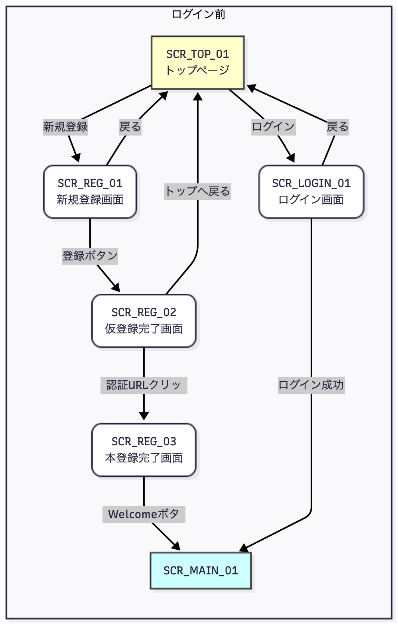 ログイン前
SCR_TOP_01
トップページ
新規登録
戻る
ログイン
戻る
SCR_REG_01
新規登録画面
SCR_LOGIN_01
ログイン画面
トップへ戻る
登録ボタン
SCR_REG_02
仮登録完了画面
認証URLクリッ
ログイン成功
SCR_REG_03
本登録完了画面
Welcomeボタ
SCR_MAIN_01